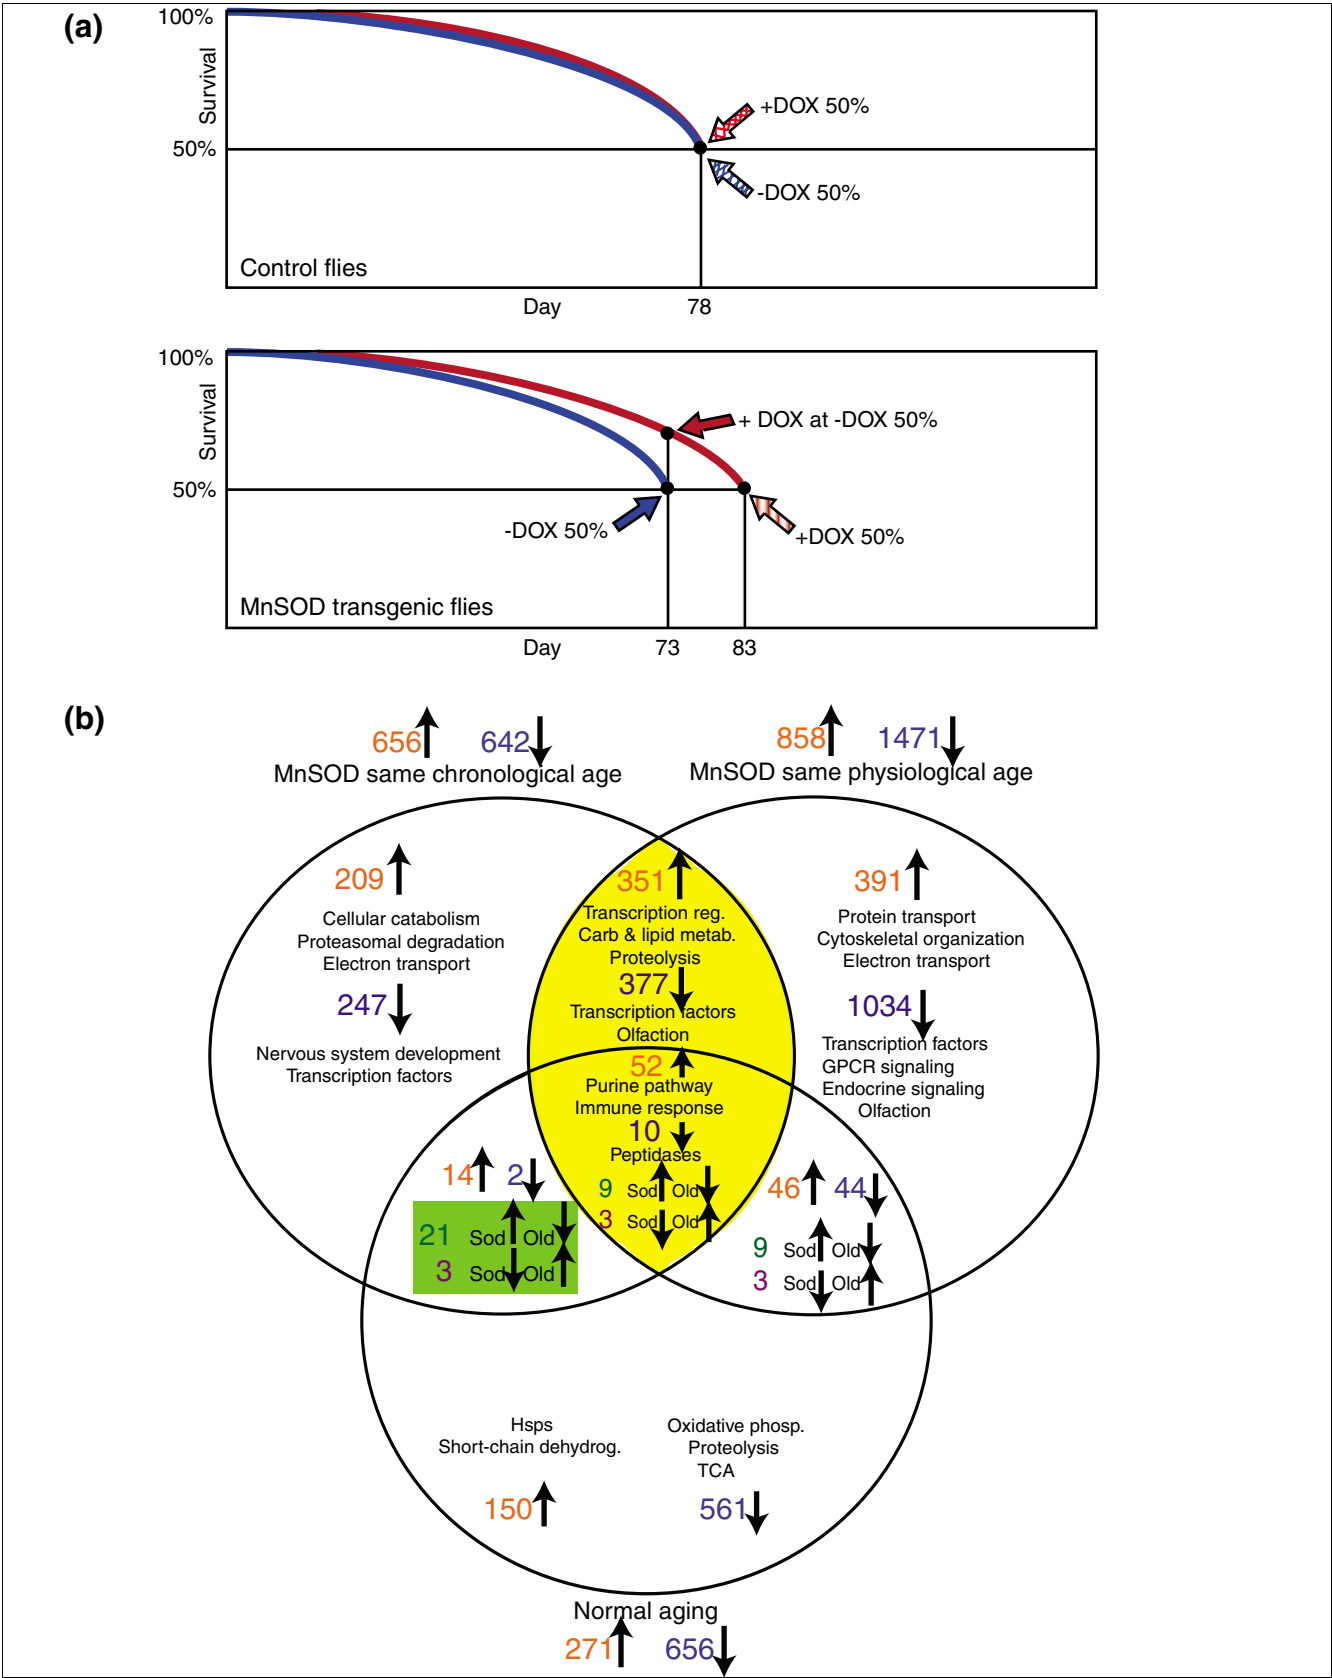 (a)
100%
Survival
50%
+DOX 50%
-DOX 50%
Control flies
Day
78
100%
Survival
50%
+ DOX at -DOX 50%
-DOX 50%
+DOX 50%
MnSOD transgenic flies
Day
73
83
(b)
656 642
MnSOD same chronological age
858 1471
MnSOD same physiological age
209
Cellular catabolism
Proteasomal degradation
Electron transport
247
Nervous system development
Transcription factors
351
Transcription reg.
Carb & lipid metab.
Proteolysis
377
Transcription factors
Olfaction
391
Protein transport
Cytoskeletal organization
Electron transport
1034
Transcription factors
GPCR signaling
Endocrine signaling
Olfaction
52
Purine pathway
Immune response
10
Peptidases
9 Sod Old
3 Sod Old
14 2
21 Sod Old
3 Sod Old
46 44
9 Sod Old
3 Sod Old
Hsps
Short-chain dehydrog.
150
Oxidative phosp.
Proteolysis
TCA
561
Normal aging
271 656